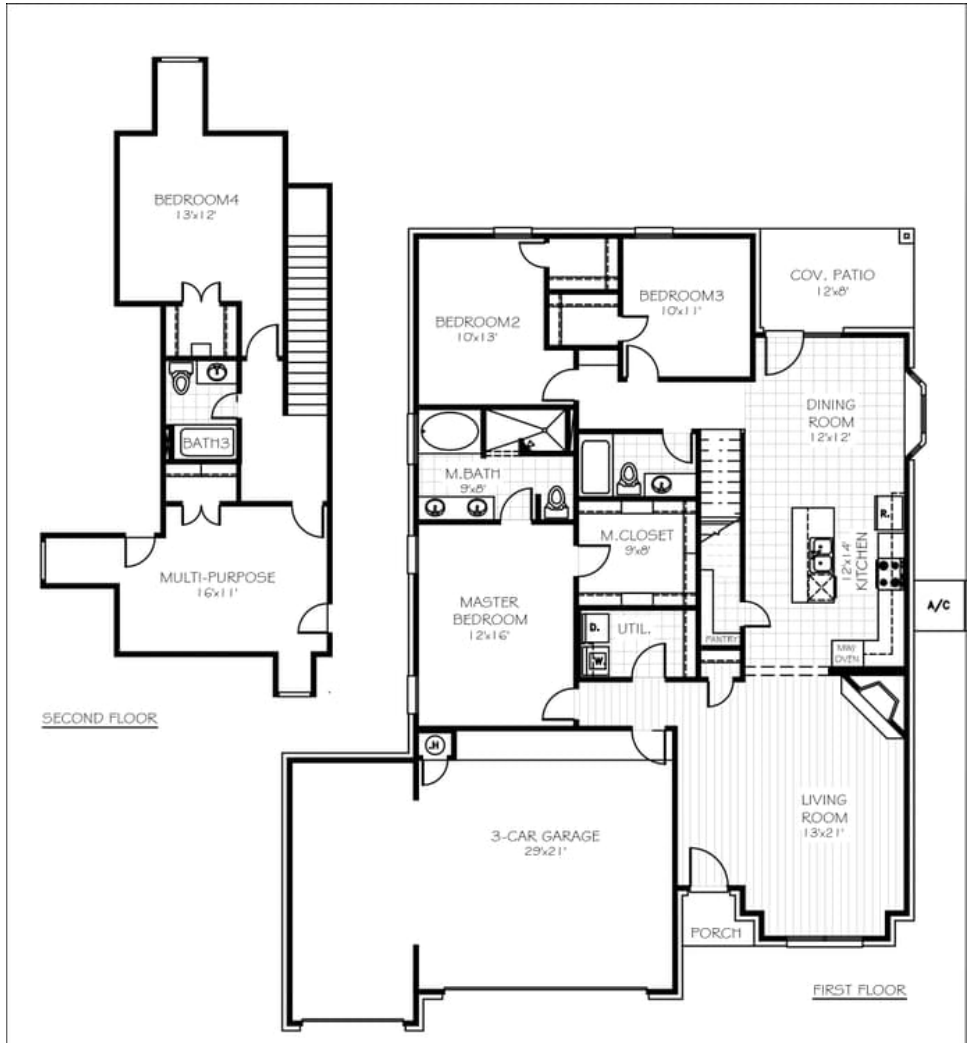 BEDROOM4
13'x12'
BATH3
MULTI-PURPOSE
16'x11'
SECOND FLOOR
BEDROOM2
10'x13'
BEDROOM3
10'x11'
COV. PATIO
12'x8'
DINING
ROOM
12'x12'
M.BATH
9'x8'
M.CLOSET
9'x8'
R.
KITCHEN
12'x14'
A/C
MASTER
BEDROOM
12'x16'
D.
UTIL.
W.
PANTRY
MW/
OVEN
.H
LIVING
ROOM
13'x21'
3-CAR GARAGE
29'x21'
PORCH
FIRST FLOOR